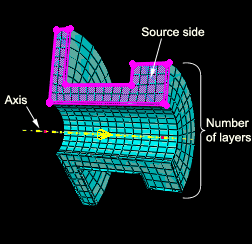 Source side
Axis
Number
of layers